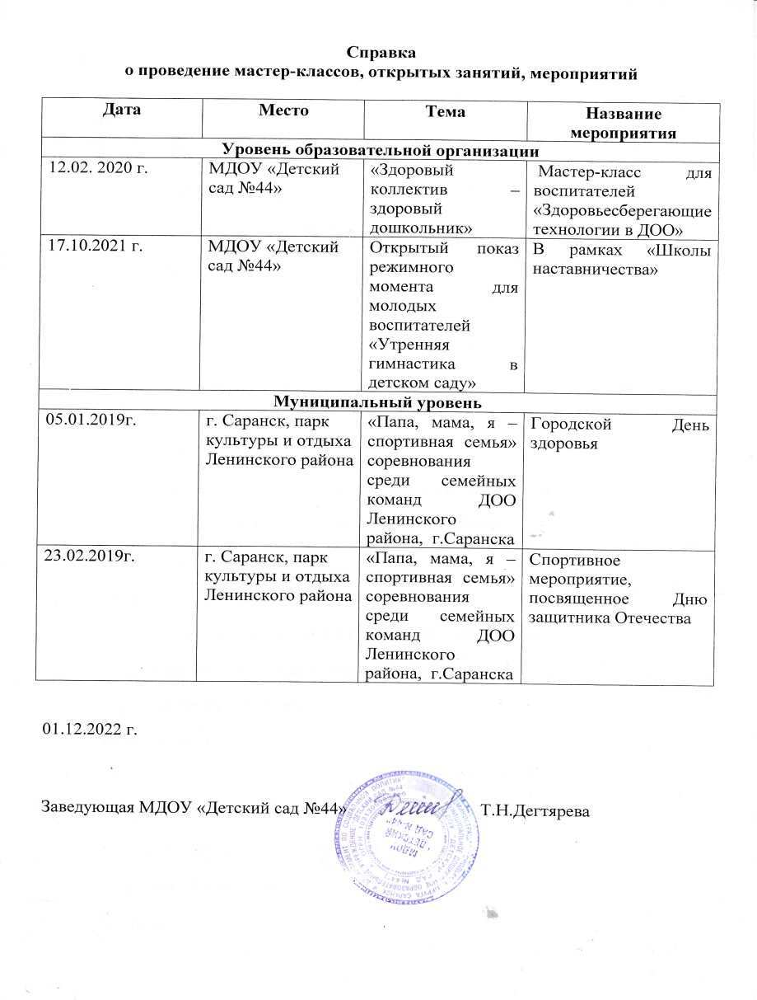 Справка
о проведение мастер-классов, открытых занятий, мероприятий
Дата Место Тема Название
мероприятия
Уровень образовательной организации
12.02. 2020 г.
МДОУ «Детский
сад №44»
«Здоровый
коллектив –
здоровый
дошкольник»
Мастер-класс для
воспитателей
«Здоровьесберегающие
технологии в ДОО»
17.10.2021 г.
МДОУ «Детский
сад №44»
Открытый показ
режимного
момента для
молодых
воспитателей
«Утренняя
гимнастика в
детском саду»
В рамках «Школы
наставничества»
Муниципальный уровень
05.01.2019г.
г. Саранск, парк
культуры и отдыха
Ленинского района
«Папа, мама, я –
спортивная семья»
соревнования
среди семейных
команд ДОО
Ленинского
района, г.Саранска
Городской День
здоровья
23.02.2019г.
г. Саранск, парк
культуры и отдыха
Ленинского района
«Папа, мама, я –
спортивная семья»
соревнования
среди семейных
команд ДОО
Ленинского
района, г.Саранска
Спортивное
мероприятие,
посвященное Дню
защитника Отечества
01.12.2022 г.
Заведующая МДОУ «Детский сад №44»
Т.Н.Дегтярева
МДОУ
"ДЕТСКИЙ
САД №44"